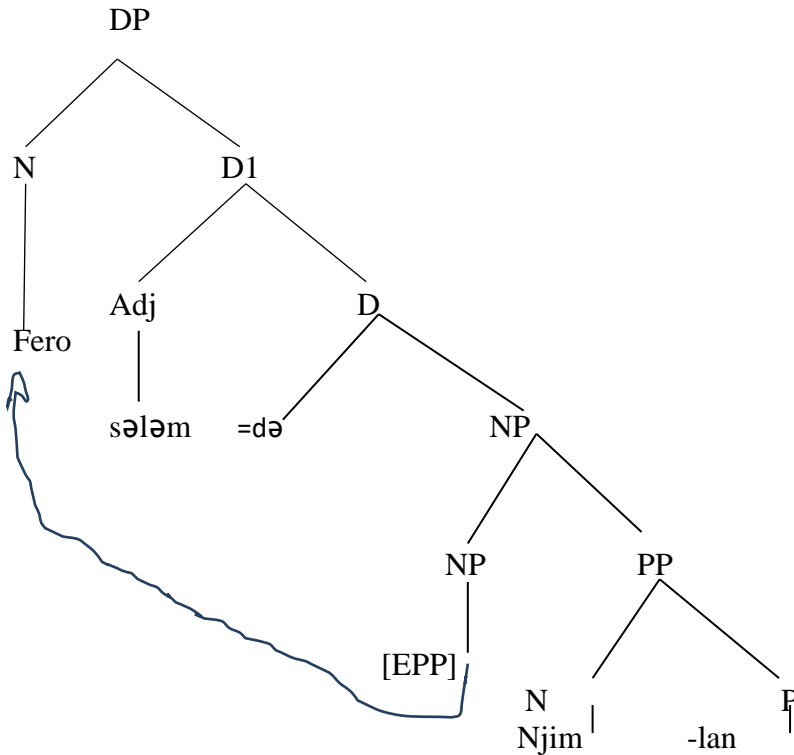 DP
N D1
Adj D
Fero
sələm =də NP
NP PP
[EPP]
N P
Njim -lan